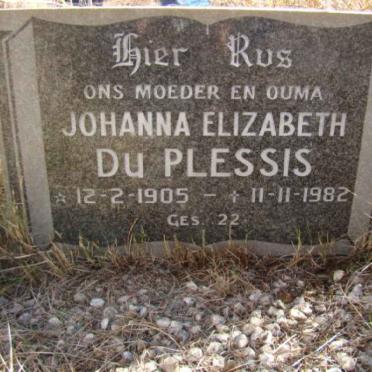 Hier Rus
ONS MOEDER EN OUMA
JOHANNA ELIZABETH
DU PLESSIS
☆ 12-2-1905 - † 11-11-1982
GES. 22